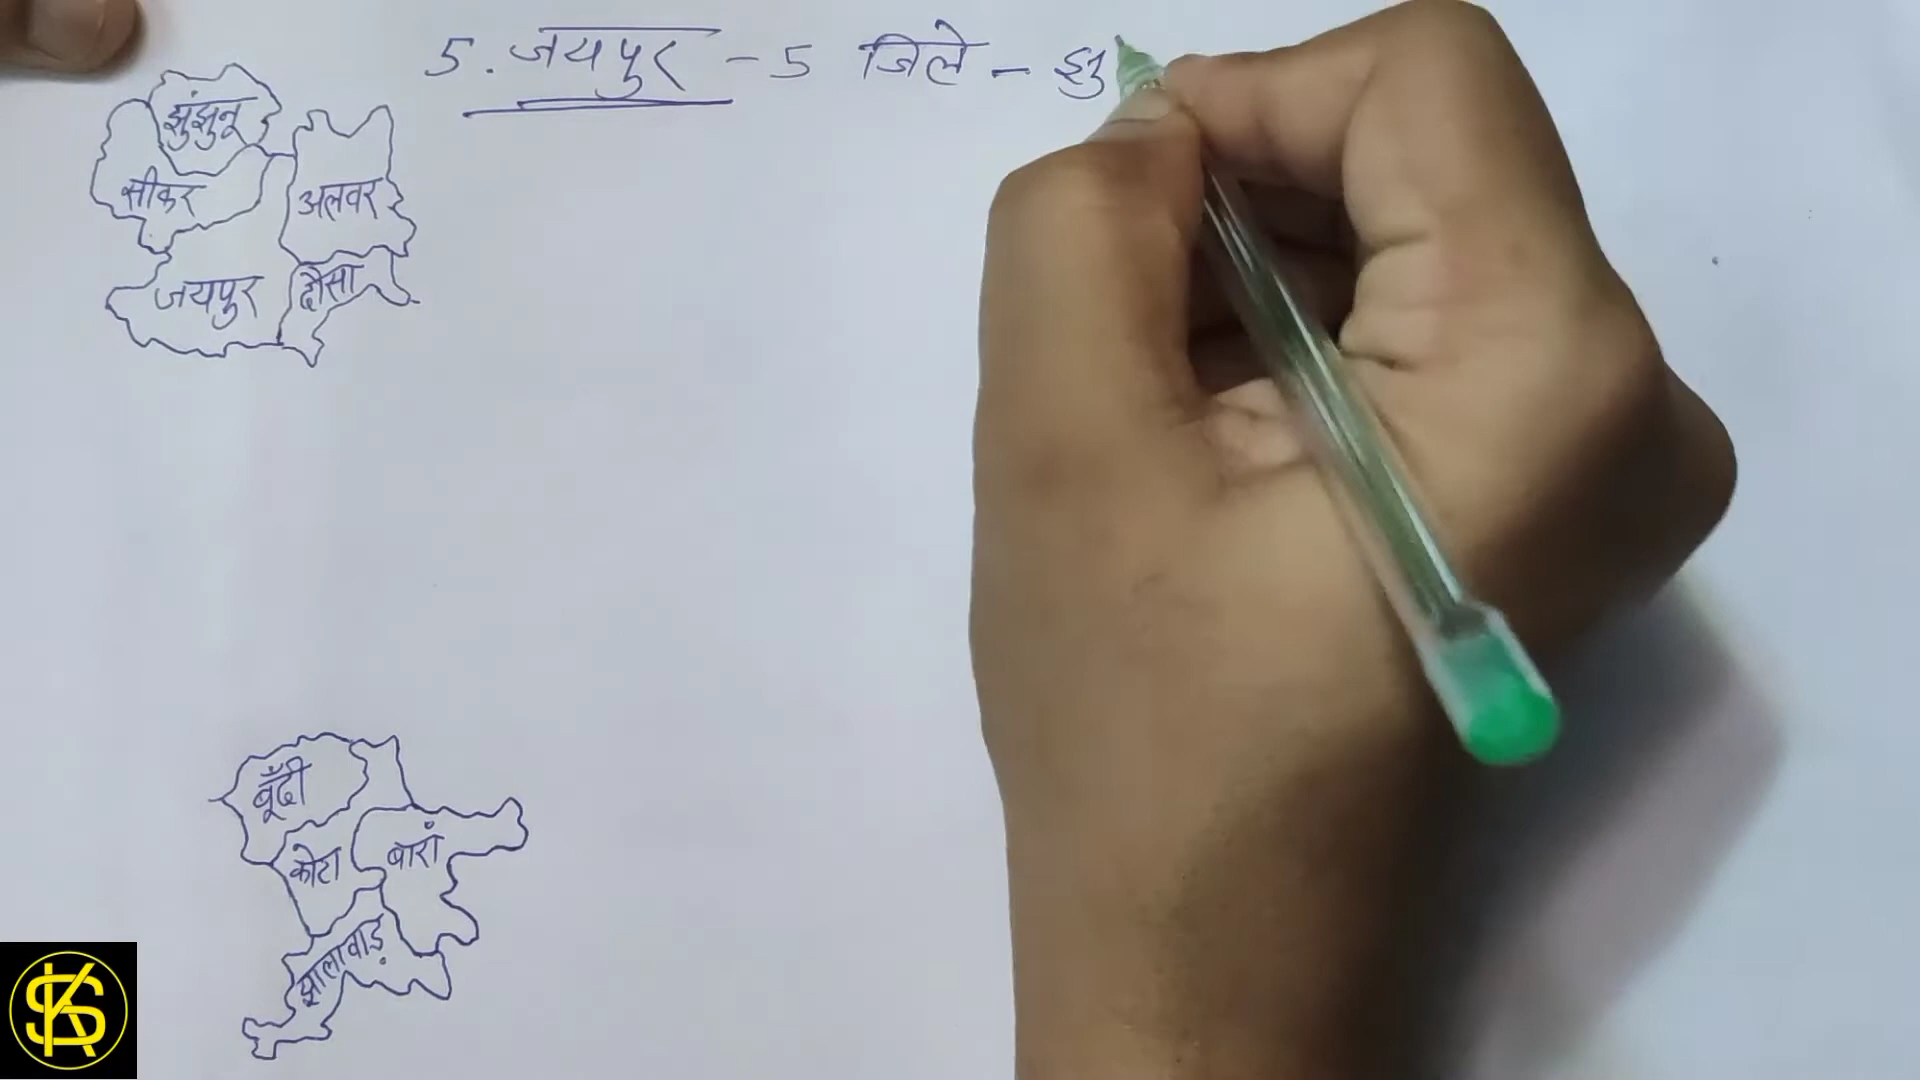 5. जयपुर - 5 जिले - झु
झुंझुनू
सीकर
अलवर
जयपुर
दौसा
बूँदी
कोटा
बारां
झालावाड़